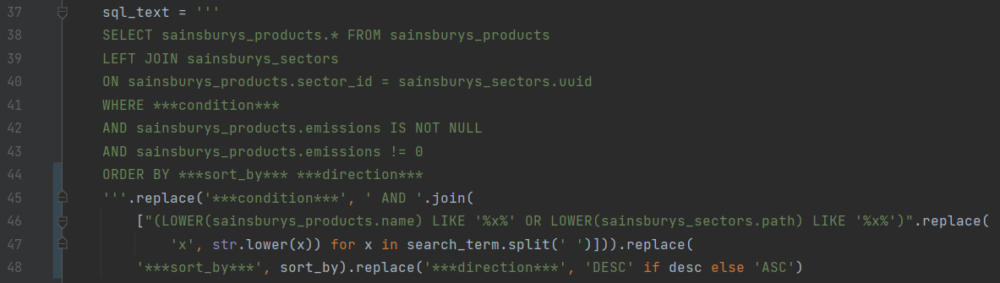 37 sql_text = '''
38 SELECT sainsburys_products.* FROM sainsburys_products
39 LEFT JOIN sainsburys_sectors
40 ON sainsburys_products.sector_id = sainsburys_sectors.uuid
41 WHERE ***condition***
42 AND sainsburys_products.emissions IS NOT NULL
43 AND sainsburys_products.emissions != 0
44 ORDER BY ***sort_by*** ***direction***
45 '''.replace('***condition***', ' AND '.join(
46 ["(LOWER(sainsburys_products.name) LIKE '%x%' OR LOWER(sainsburys_sectors.path) LIKE '%x%')".replace(
47 'x', str.lower(x)) for x in search_term.split(' ')])).replace(
48 '***sort_by***', sort_by).replace('***direction***', 'DESC' if desc else 'ASC')